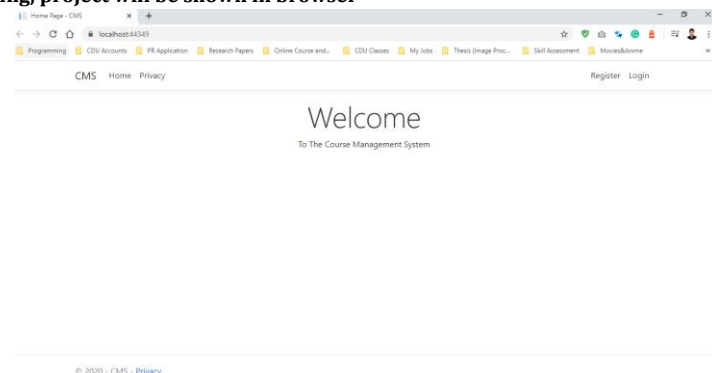 ng, project will be shown in browser
Home Page - CMS
localhost:44349
Programming CDU Accounts PR Application Research Papers Online Course and... CDU Classes My Jobs Thesis (Image Proc... Skill Assessment Movies&Anime
CMS Home Privacy Register Login
Welcome
To The Course Management System
© 2020 - CMS - Privacy